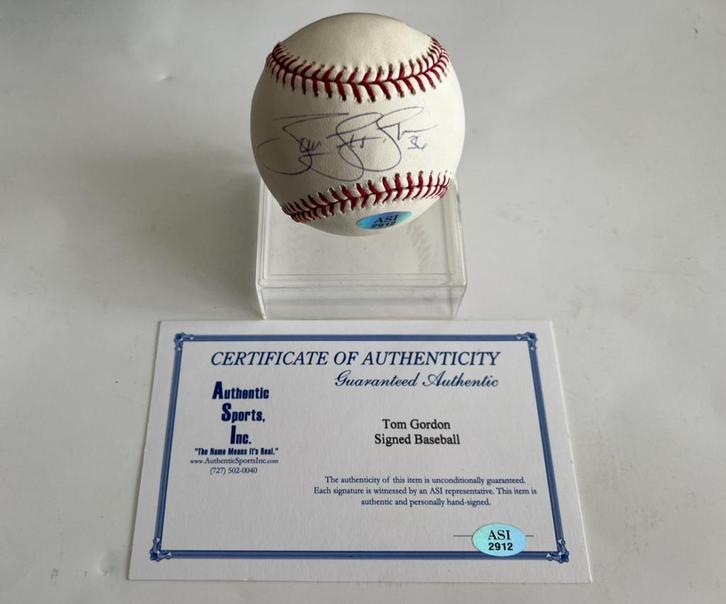 36
ASI
2912
CERTIFICATE OF AUTHENTICITY
Guaranteed Authentic
Authentic
Sports,
Inc.
"The Name Means It's Real."
www.AuthenticSportsInc.com
(727) 502-0040
Tom Gordon
Signed Baseball
The authenticity of this item is unconditionally guaranteed.
Each signature is witnessed by an ASI representative. This item is
authentic and personally hand-signed.
ASI
2912